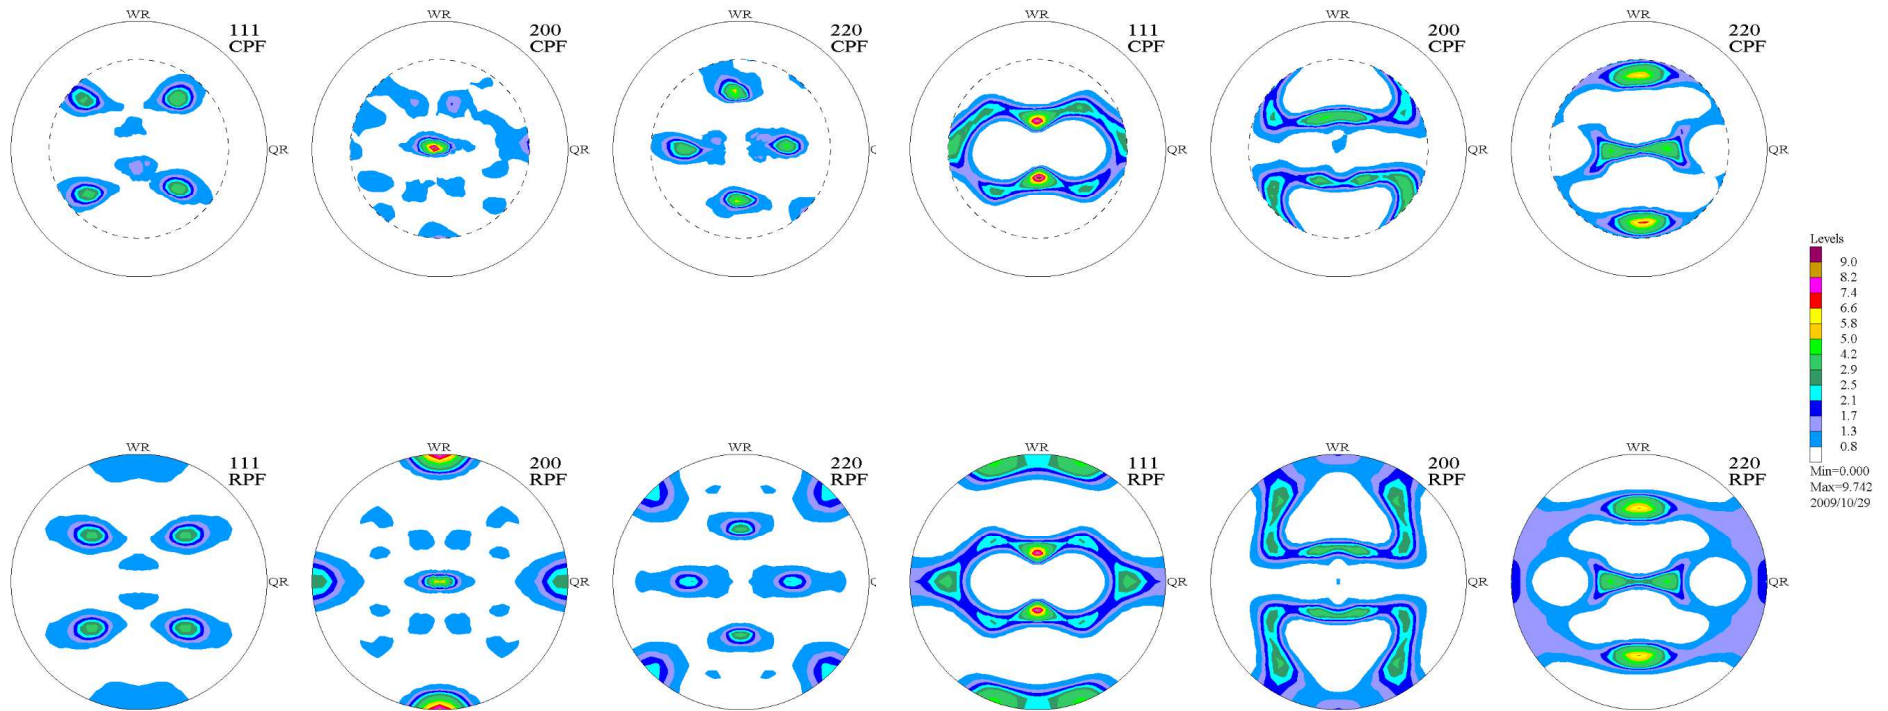 WR
111
CPF
QR
WR
200
CPF
QR
WR
220
CPF
Q
WR
111
CPF
QR
WR
200
CPF
QR
WR
220
CPF
QR
Levels
9.0
8.2
7.4
6.6
5.8
5.0
4.2
2.9
2.5
2.1
1.7
1.3
0.8
Min=0.000
Max=9.742
2009/10/29
WR
111
RPF
QR
WR
200
RPF
QR
WR
220
RPF
Q
WR
111
RPF
QR
WR
200
RPF
QR
WR
220
RPF
QR